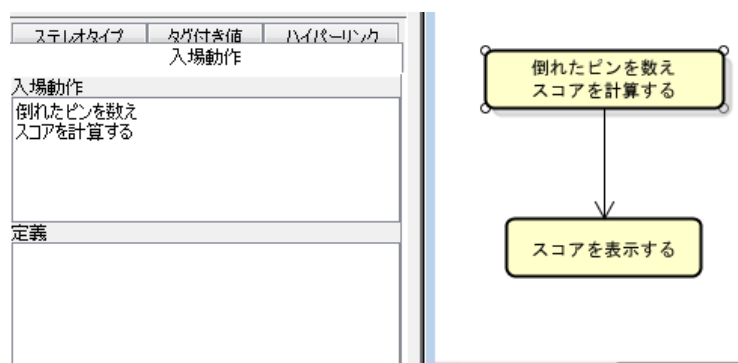 ステレオタイプ タグ付き値 ハイパーリンク
入場動作
入場動作
倒れたピンを数え
スコアを計算する
定義
倒れたピンを数え
スコアを計算する
スコアを表示する